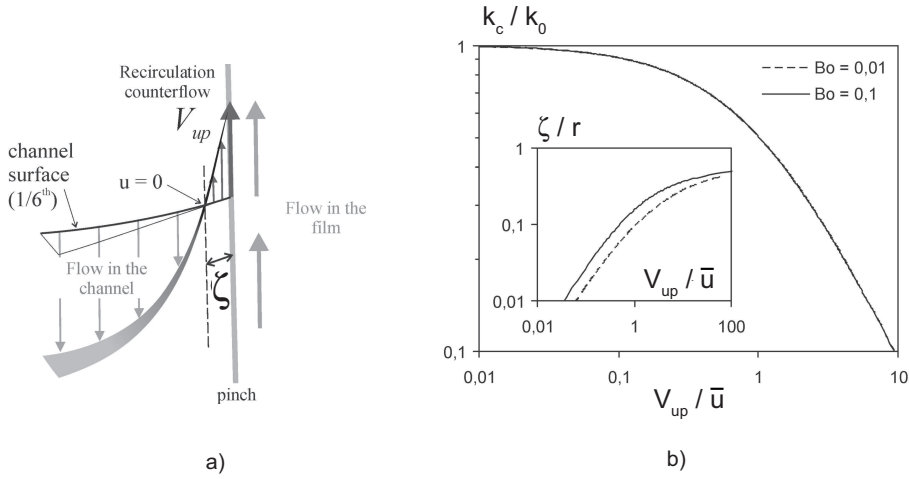 a)
Recirculation
counterflow
V_up
channel
surface
(1/6^th)
u = 0
Flow in the
film
Flow in the
channel
ζ
pinch
a)
b)
k_c / k_0
1
Bo = 0,01
Bo = 0,1
ζ / r
1
0,1
0,01
0,01
1
100
V_up / u̅
0,1
0,01
0,1
1
10
V_up / u̅
b)